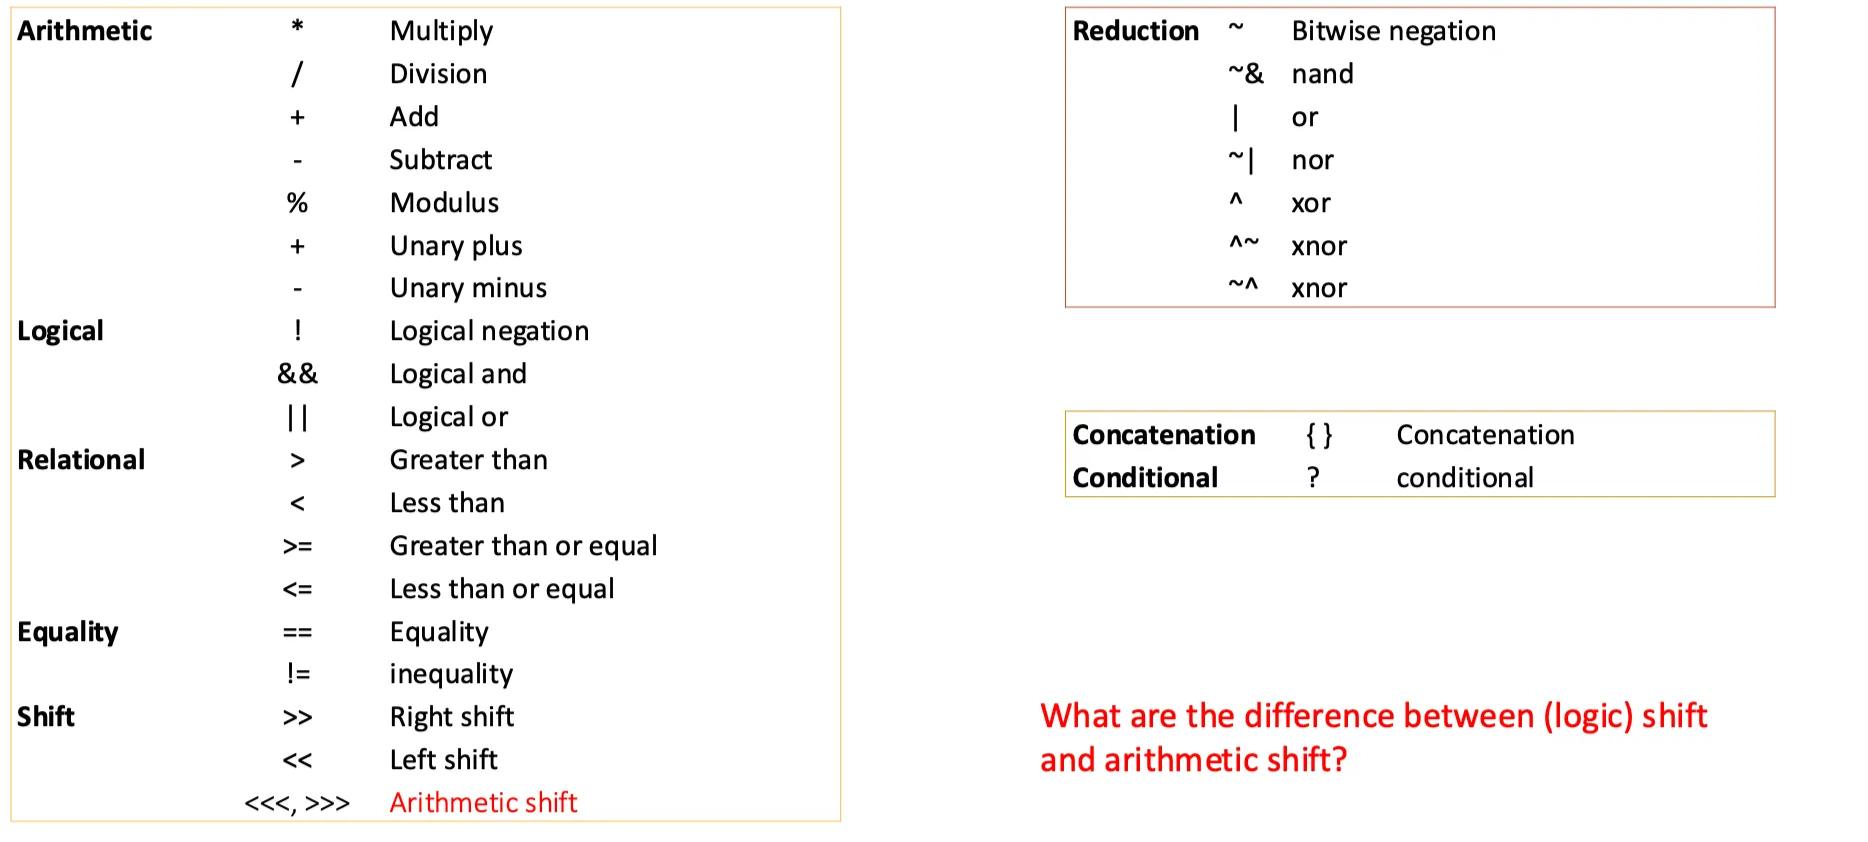 Arithmetic * Multiply
/ Division
+ Add
- Subtract
% Modulus
+ Unary plus
- Unary minus
Logical ! Logical negation
&& Logical and
|| Logical or
Relational > Greater than
< Less than
>= Greater than or equal
<= Less than or equal
Equality == Equality
!= inequality
Shift >> Right shift
<< Left shift
<<<, >>> Arithmetic shift
Reduction ~ Bitwise negation
~& nand
| or
~| nor
^ xor
^~ xnor
~^ xnor
Concatenation { } Concatenation
Conditional ? conditional
What are the difference between (logic) shift
and arithmetic shift?